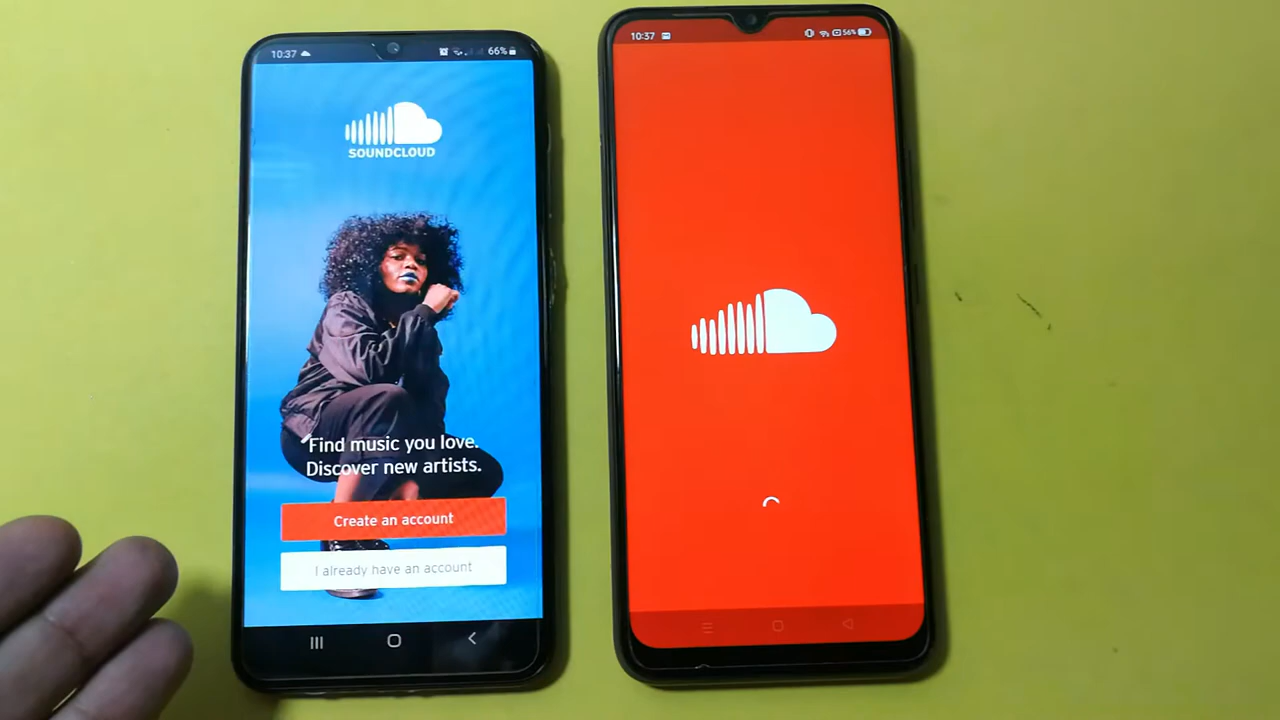 10:37
66%
SOUNDCLOUD
Find music you love.
Discover new artists.
Create an account
I already have an account
10:37
56%